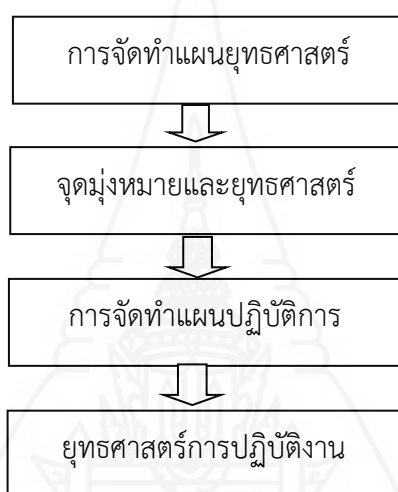 การจัดทำแผนยุทธศาสตร์
จุดมุ่งหมายและยุทธศาสตร์
การจัดทำแผนปฏิบัติการ
ยุทธศาสตร์การปฏิบัติงาน